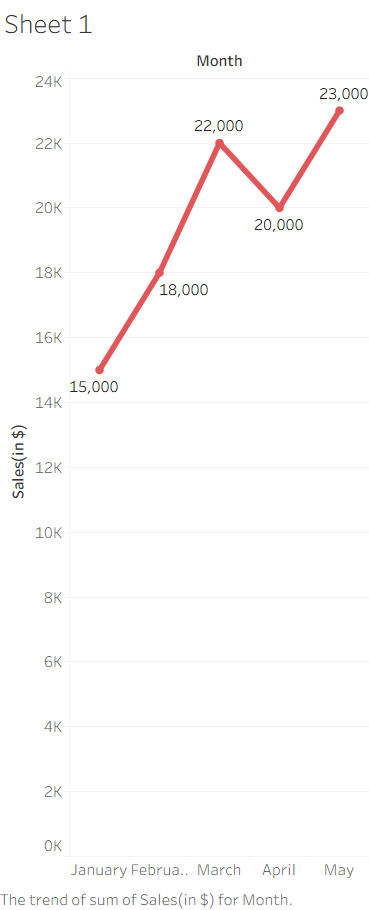 Sheet 1
Month
24K
23,000
22,000
22K
20K
20,000
18K
18,000
16K
15,000
14K
Sales(in $)
12K
10K
8K
6K
4K
2K
0K
January Februa.. March April May
The trend of sum of Sales(in $) for Month.